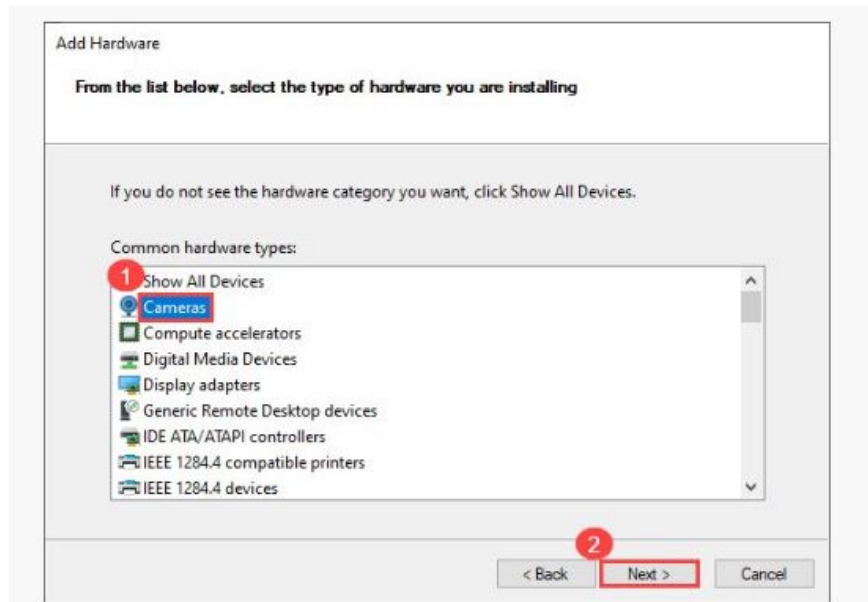 Add Hardware
From the list below, select the type of hardware you are installing
If you do not see the hardware category you want, click Show All Devices.
Common hardware types:
1
Show All Devices
Cameras
Compute accelerators
Digital Media Devices
Display adapters
Generic Remote Desktop devices
IDE ATA/ATAPI controllers
IEEE 1284.4 compatible printers
IEEE 1284.4 devices
2
< Back Next > Cancel